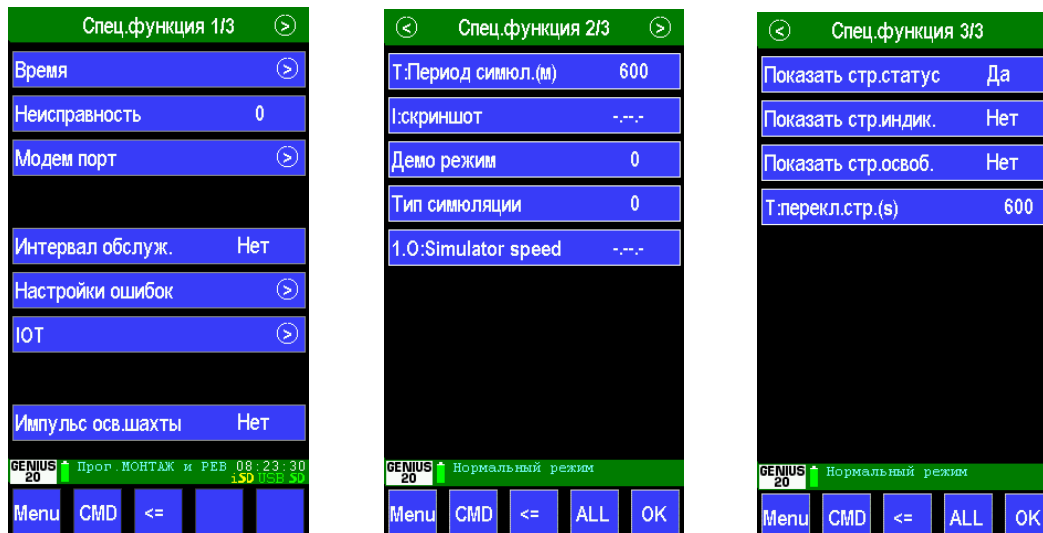 Спец.функция 1/3 >
Время >
Неисправность 0
Модем порт >
Интервал обслуж. Нет
Настройки ошибок >
IOT >
Импульс осв.шахты Нет
GENIUS 20 Прог.МОНТАЖ и РЕВ 08:23:30
iSD USB SD
Menu CMD <=
< Спец.функция 2/3 >
T:Период симюл.(м) 600
I:скриншот -.--.-
Демо режим 0
Тип симюляции 0
1.O:Simulator speed -.--.-
GENIUS 20 Нормальный режим
Menu CMD <= ALL OK
< Спец.функция 3/3
Показать стр.статус Да
Показать стр.индик. Нет
Показать стр.освоб. Нет
T:перекл.стр.(s) 600
GENIUS 20 Нормальный режим
Menu CMD <= ALL OK